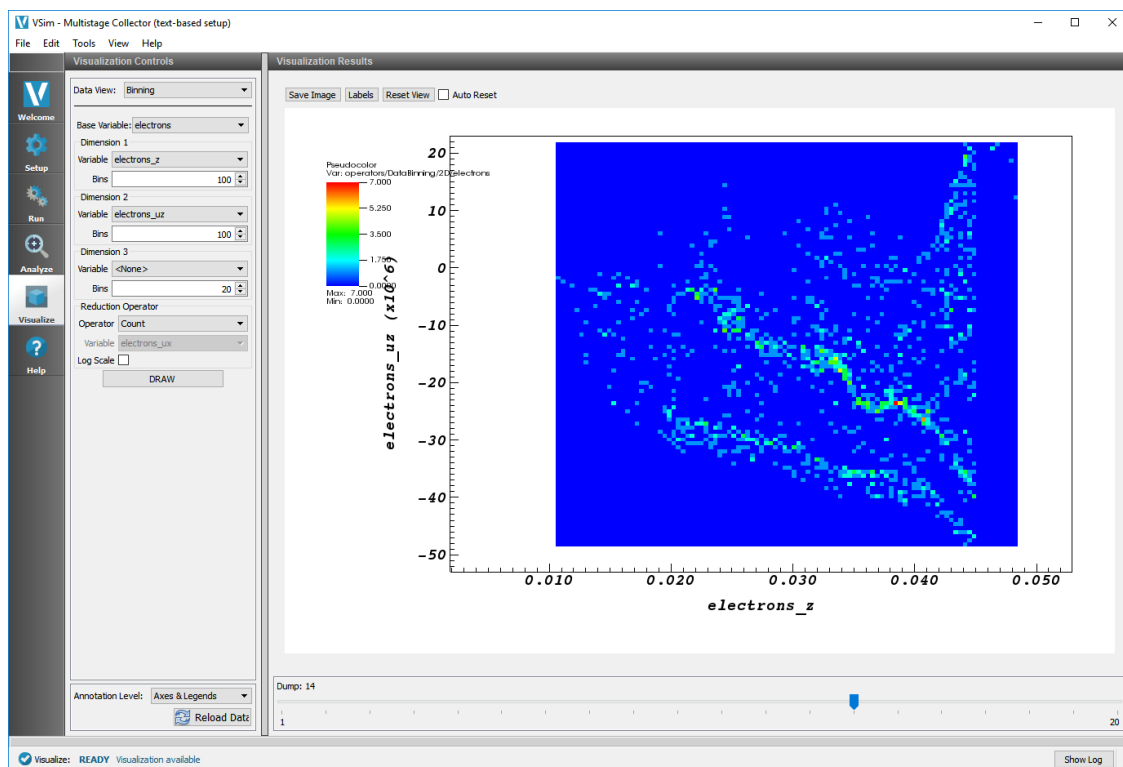 VSim - Multistage Collector (text-based setup)
File Edit Tools View Help
Visualization Controls
Visualization Results
Welcome
Setup
Run
Analyze
Visualize
Help
Data View: Binning
Base Variable: electrons
Dimension 1
Variable electrons_z
Bins 100
Dimension 2
Variable electrons_uz
Bins 100
Dimension 3
Variable <None>
Bins 20
Reduction Operator
Operator Count
Variable electrons_ux
Log Scale
DRAW
Annotation Level: Axes & Legends
Reload Data
Save Image Labels Reset View Auto Reset
Pseudocolor
Var: operators/DataBinning/2D/electrons
7.000
5.250
3.500
1.750
0.0000
Max: 7.000
Min: 0.0000
electrons_uz (x10^6)
20
10
0
-10
-20
-30
-40
-50
0.010 0.020 0.030 0.040 0.050
electrons_z
Dump: 14
1 20
Visualize: READY Visualization available
Show Log